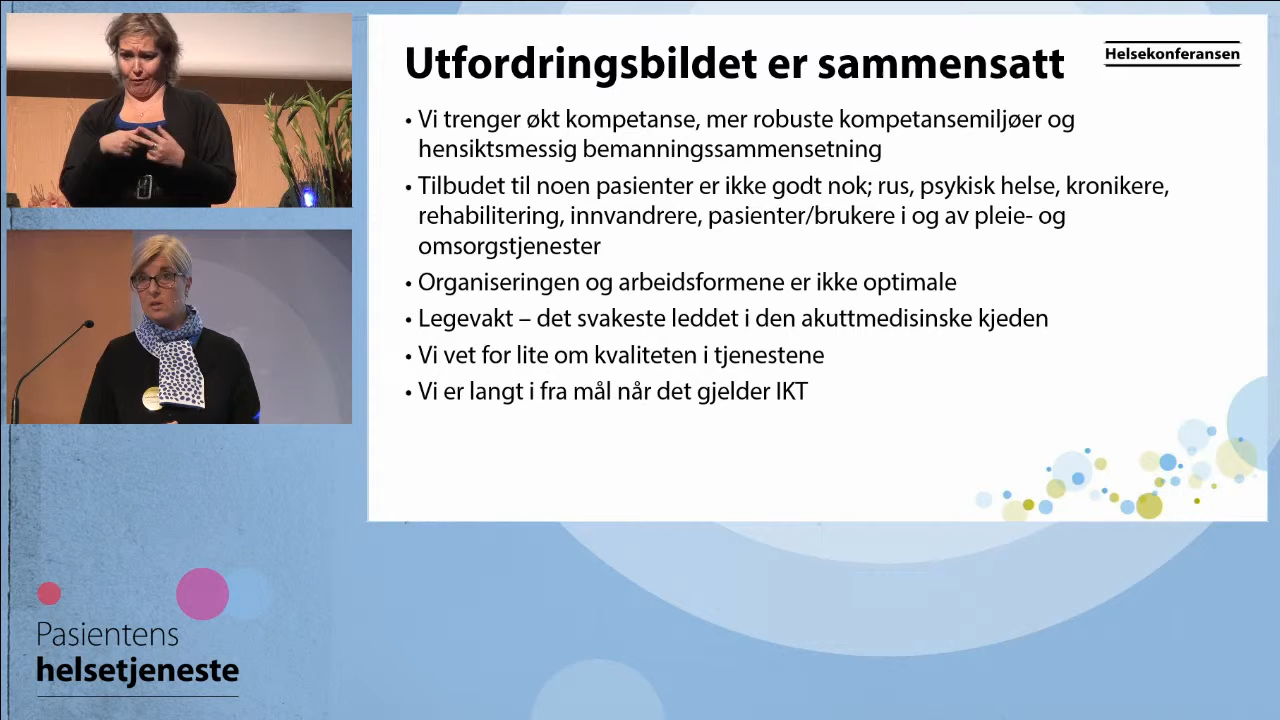 Utfordringsbildet er sammensatt
Helsekonferansen
• Vi trenger økt kompetanse, mer robuste kompetansemiljøer og
hensiktsmessig bemanningssammensetning
• Tilbudet til noen pasienter er ikke godt nok; rus, psykisk helse, kronikere,
rehabilitering, innvandrere, pasienter/brukere i og av pleie- og
omsorgstjenester
• Organiseringen og arbeidsformene er ikke optimale
• Legevakt – det svakeste leddet i den akuttmedisinske kjeden
• Vi vet for lite om kvaliteten i tjenestene
• Vi er langt i fra mål når det gjelder IKT
Pasientens
helsetjeneste